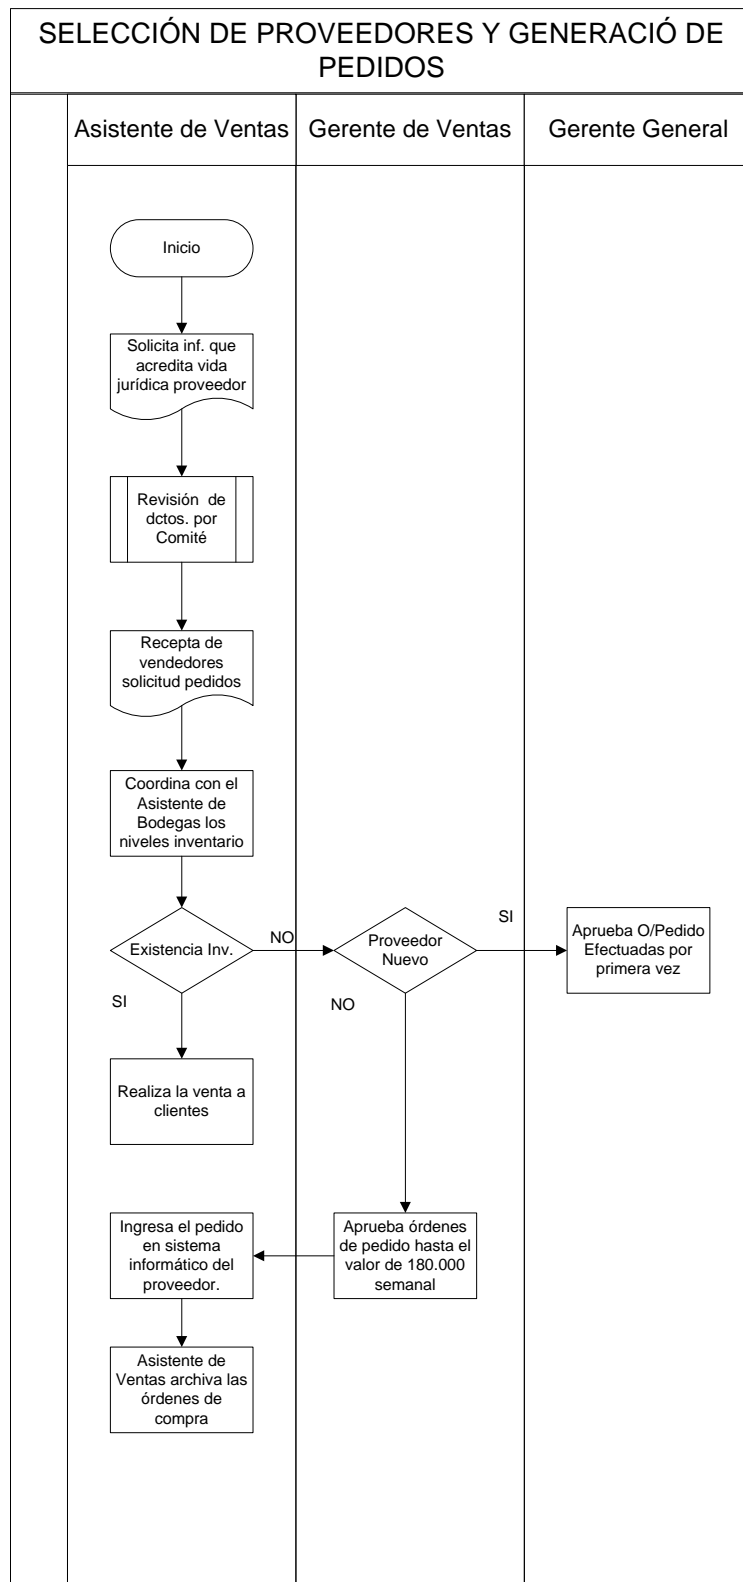 SELECCIÓN DE PROVEEDORES Y GENERACIÓ DE
PEDIDOS
Asistente de Ventas
Gerente de Ventas
Gerente General
Inicio
Solicita inf. que
acredita vida
jurídica proveedor
Revisión de
dctos. por
Comité
Recepta de
vendedores
solicitud pedidos
Coordina con el
Asistente de
Bodegas los
niveles inventario
Existencia Inv.
NO
Proveedor
Nuevo
SI
Aprueba O/Pedido
Efectuadas por
primera vez
SI
NO
Realiza la venta a
clientes
Ingresa el pedido
en sistema
informático del
proveedor.
Aprueba órdenes
de pedido hasta el
valor de 180.000
semanal
Asistente de
Ventas archiva las
órdenes de
compra